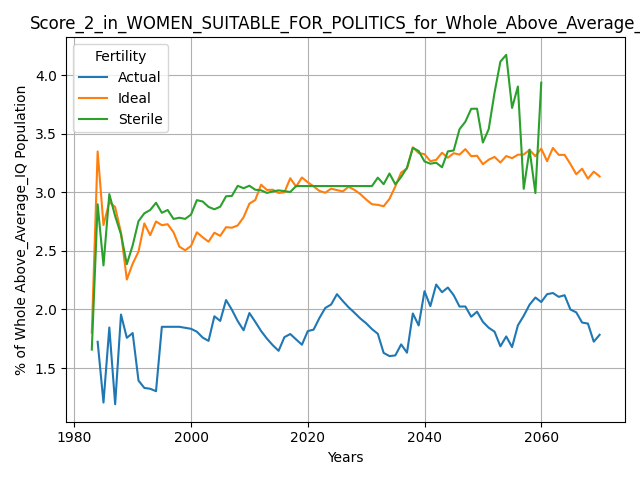 Score_2_in_WOMEN_SUITABLE_FOR_POLITICS_for_Whole_Above_Average_
Fertility
Actual
Ideal
Sterile
% of Whole Above_Average_IQ Population
4.0
3.5
3.0
2.5
2.0
1.5
1980
2000
2020
2040
2060
Years